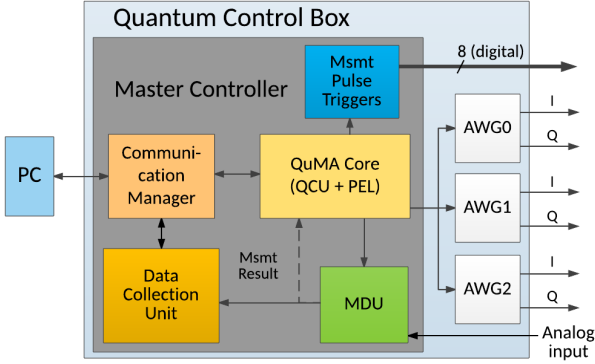 Quantum Control Box
Master Controller
Msmt
Pulse
Triggers
8 (digital)
PC
Communi-
cation
Manager
QuMA Core
(QCU + PEL)
AWG0
I
Q
AWG1
I
Q
AWG2
I
Q
Data
Collection
Unit
Msmt
Result
MDU
Analog
input